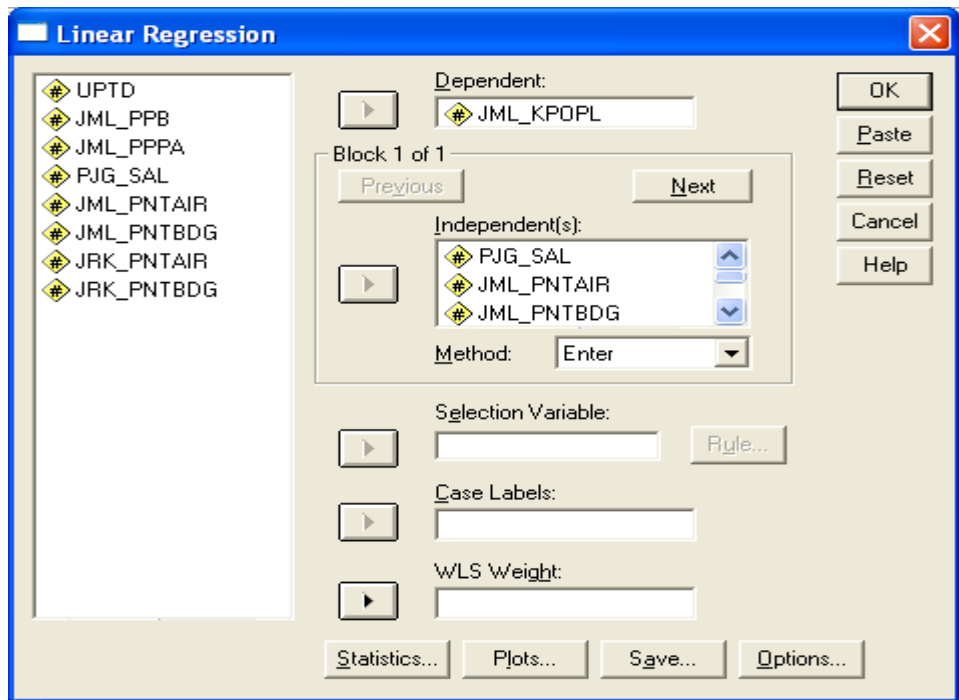 Linear Regression
UPTD
JML_PPB
JML_PPPA
PJG_SAL
JML_PNTAIR
JML_PNTBDG
JRK_PNTAIR
JRK_PNTBDG
Dependent:
JML_KPOPL
Block 1 of 1
Previous
Next
Independent(s):
PJG_SAL
JML_PNTAIR
JML_PNTBDG
Method:
Enter
Selection Variable:
Rule...
Case Labels:
WLS Weight:
Statistics...
Plots...
Save...
Options...
OK
Paste
Reset
Cancel
Help